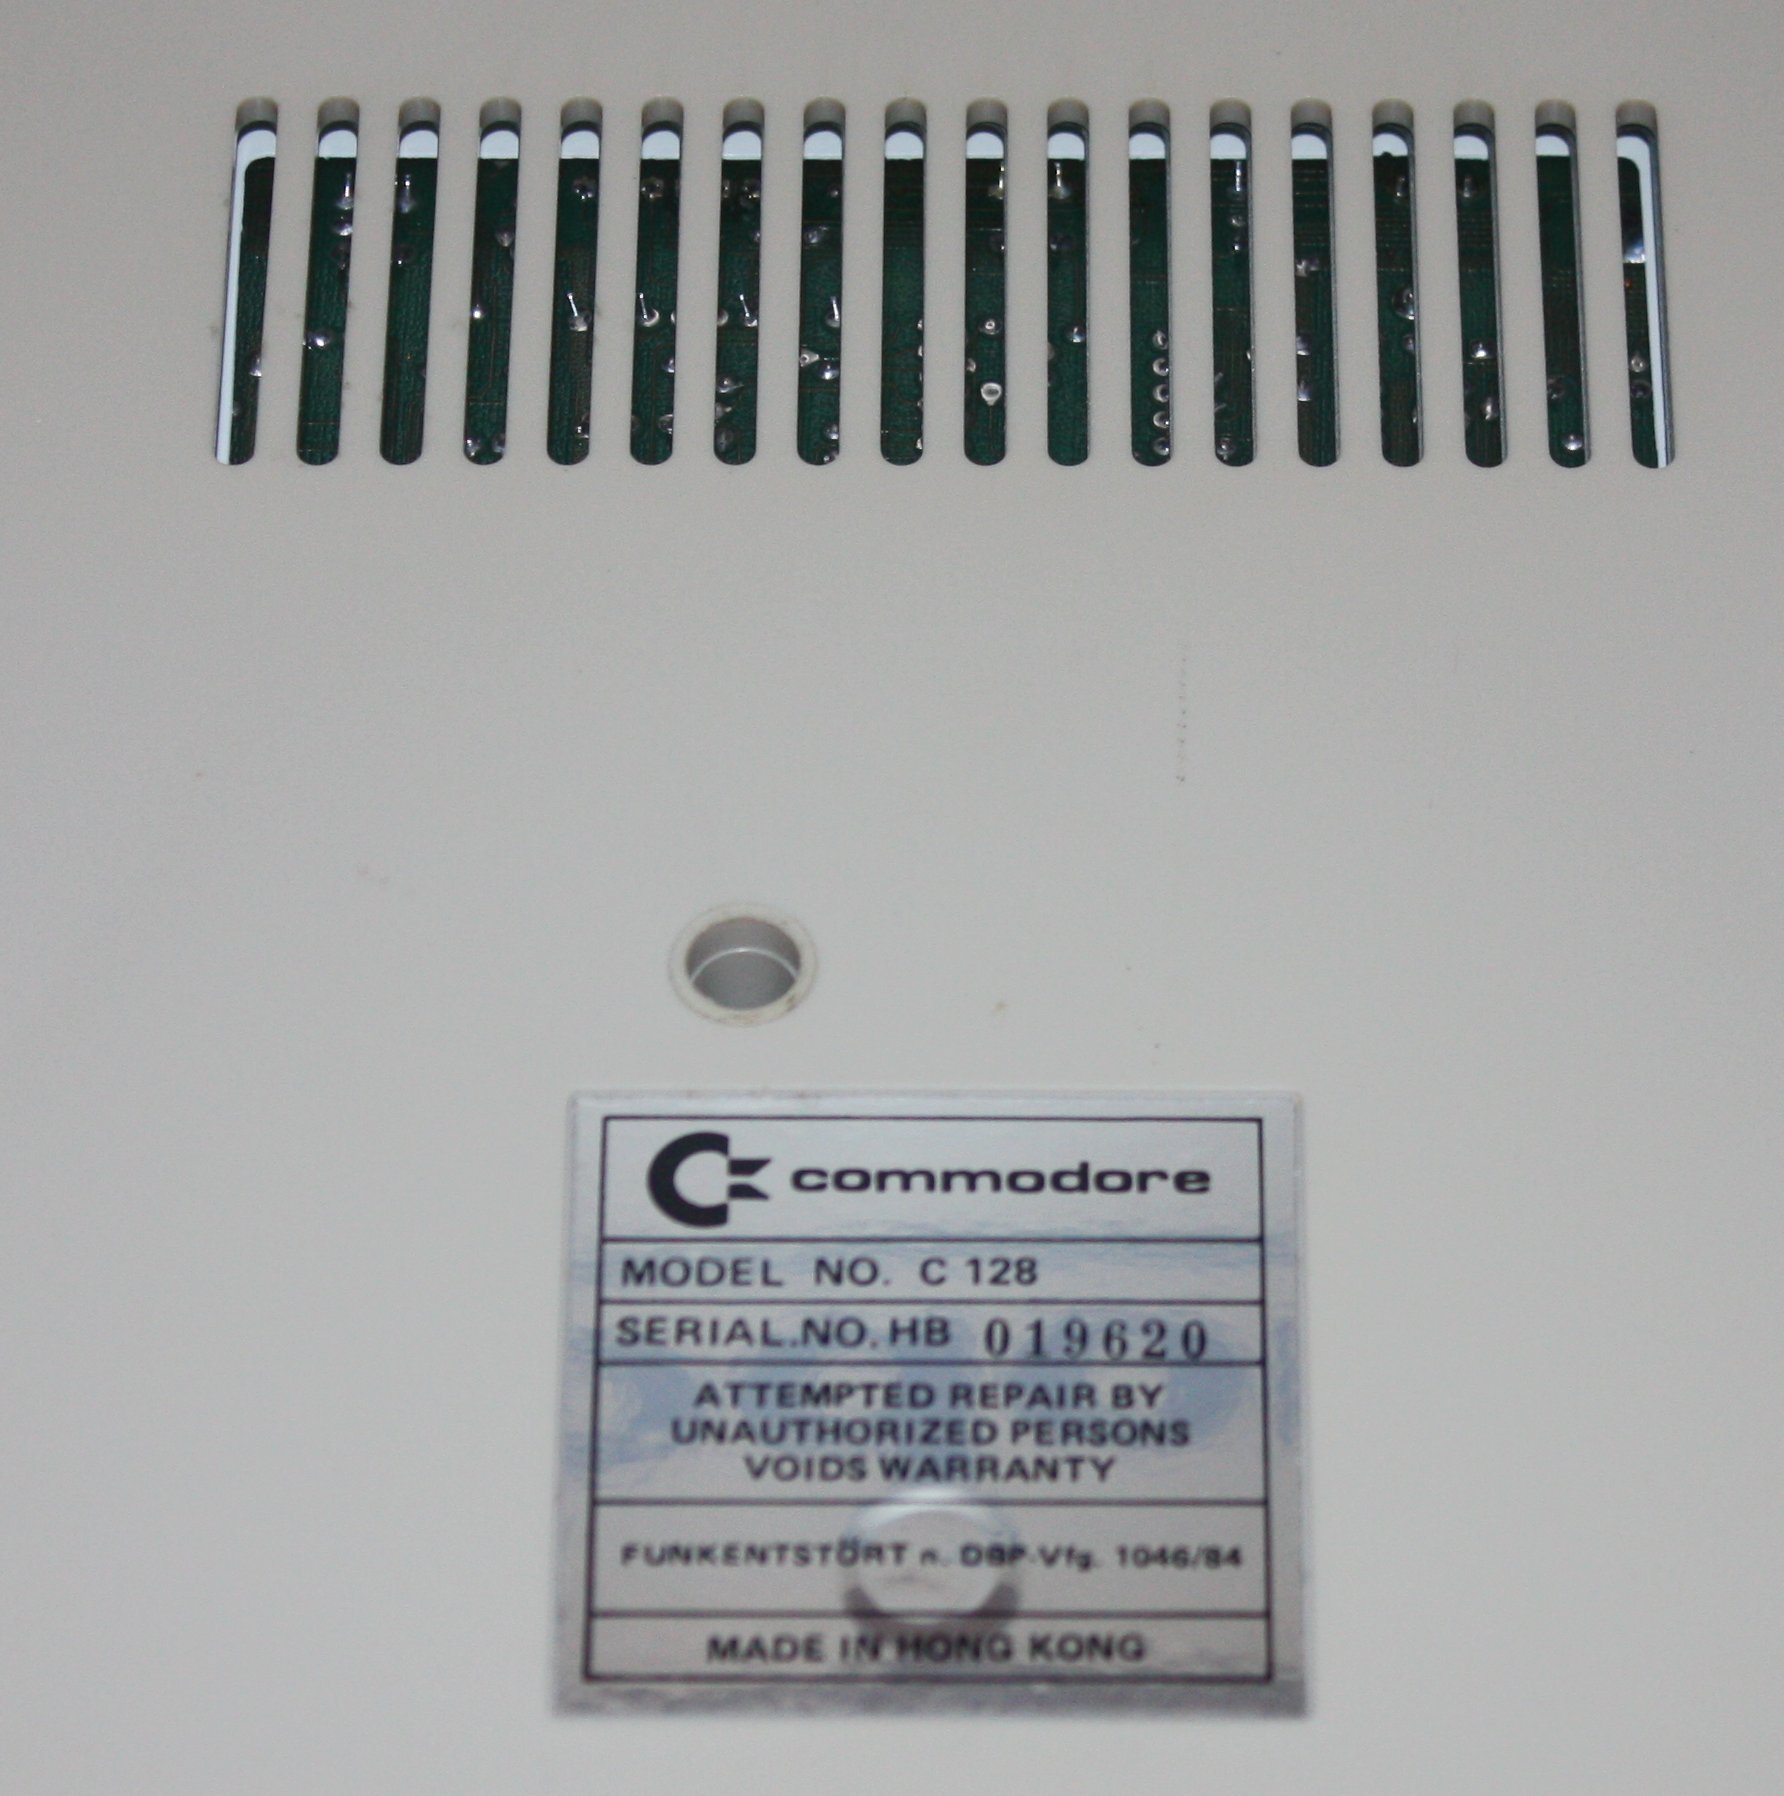 commodore
MODEL NO. C 128
SERIAL.NO. HB 019620
ATTEMPTED REPAIR BY
UNAUTHORIZED PERSONS
VOIDS WARRANTY
FUNKENTSTÖRT n. DBP-Vfg. 1046/84
MADE IN HONG KONG